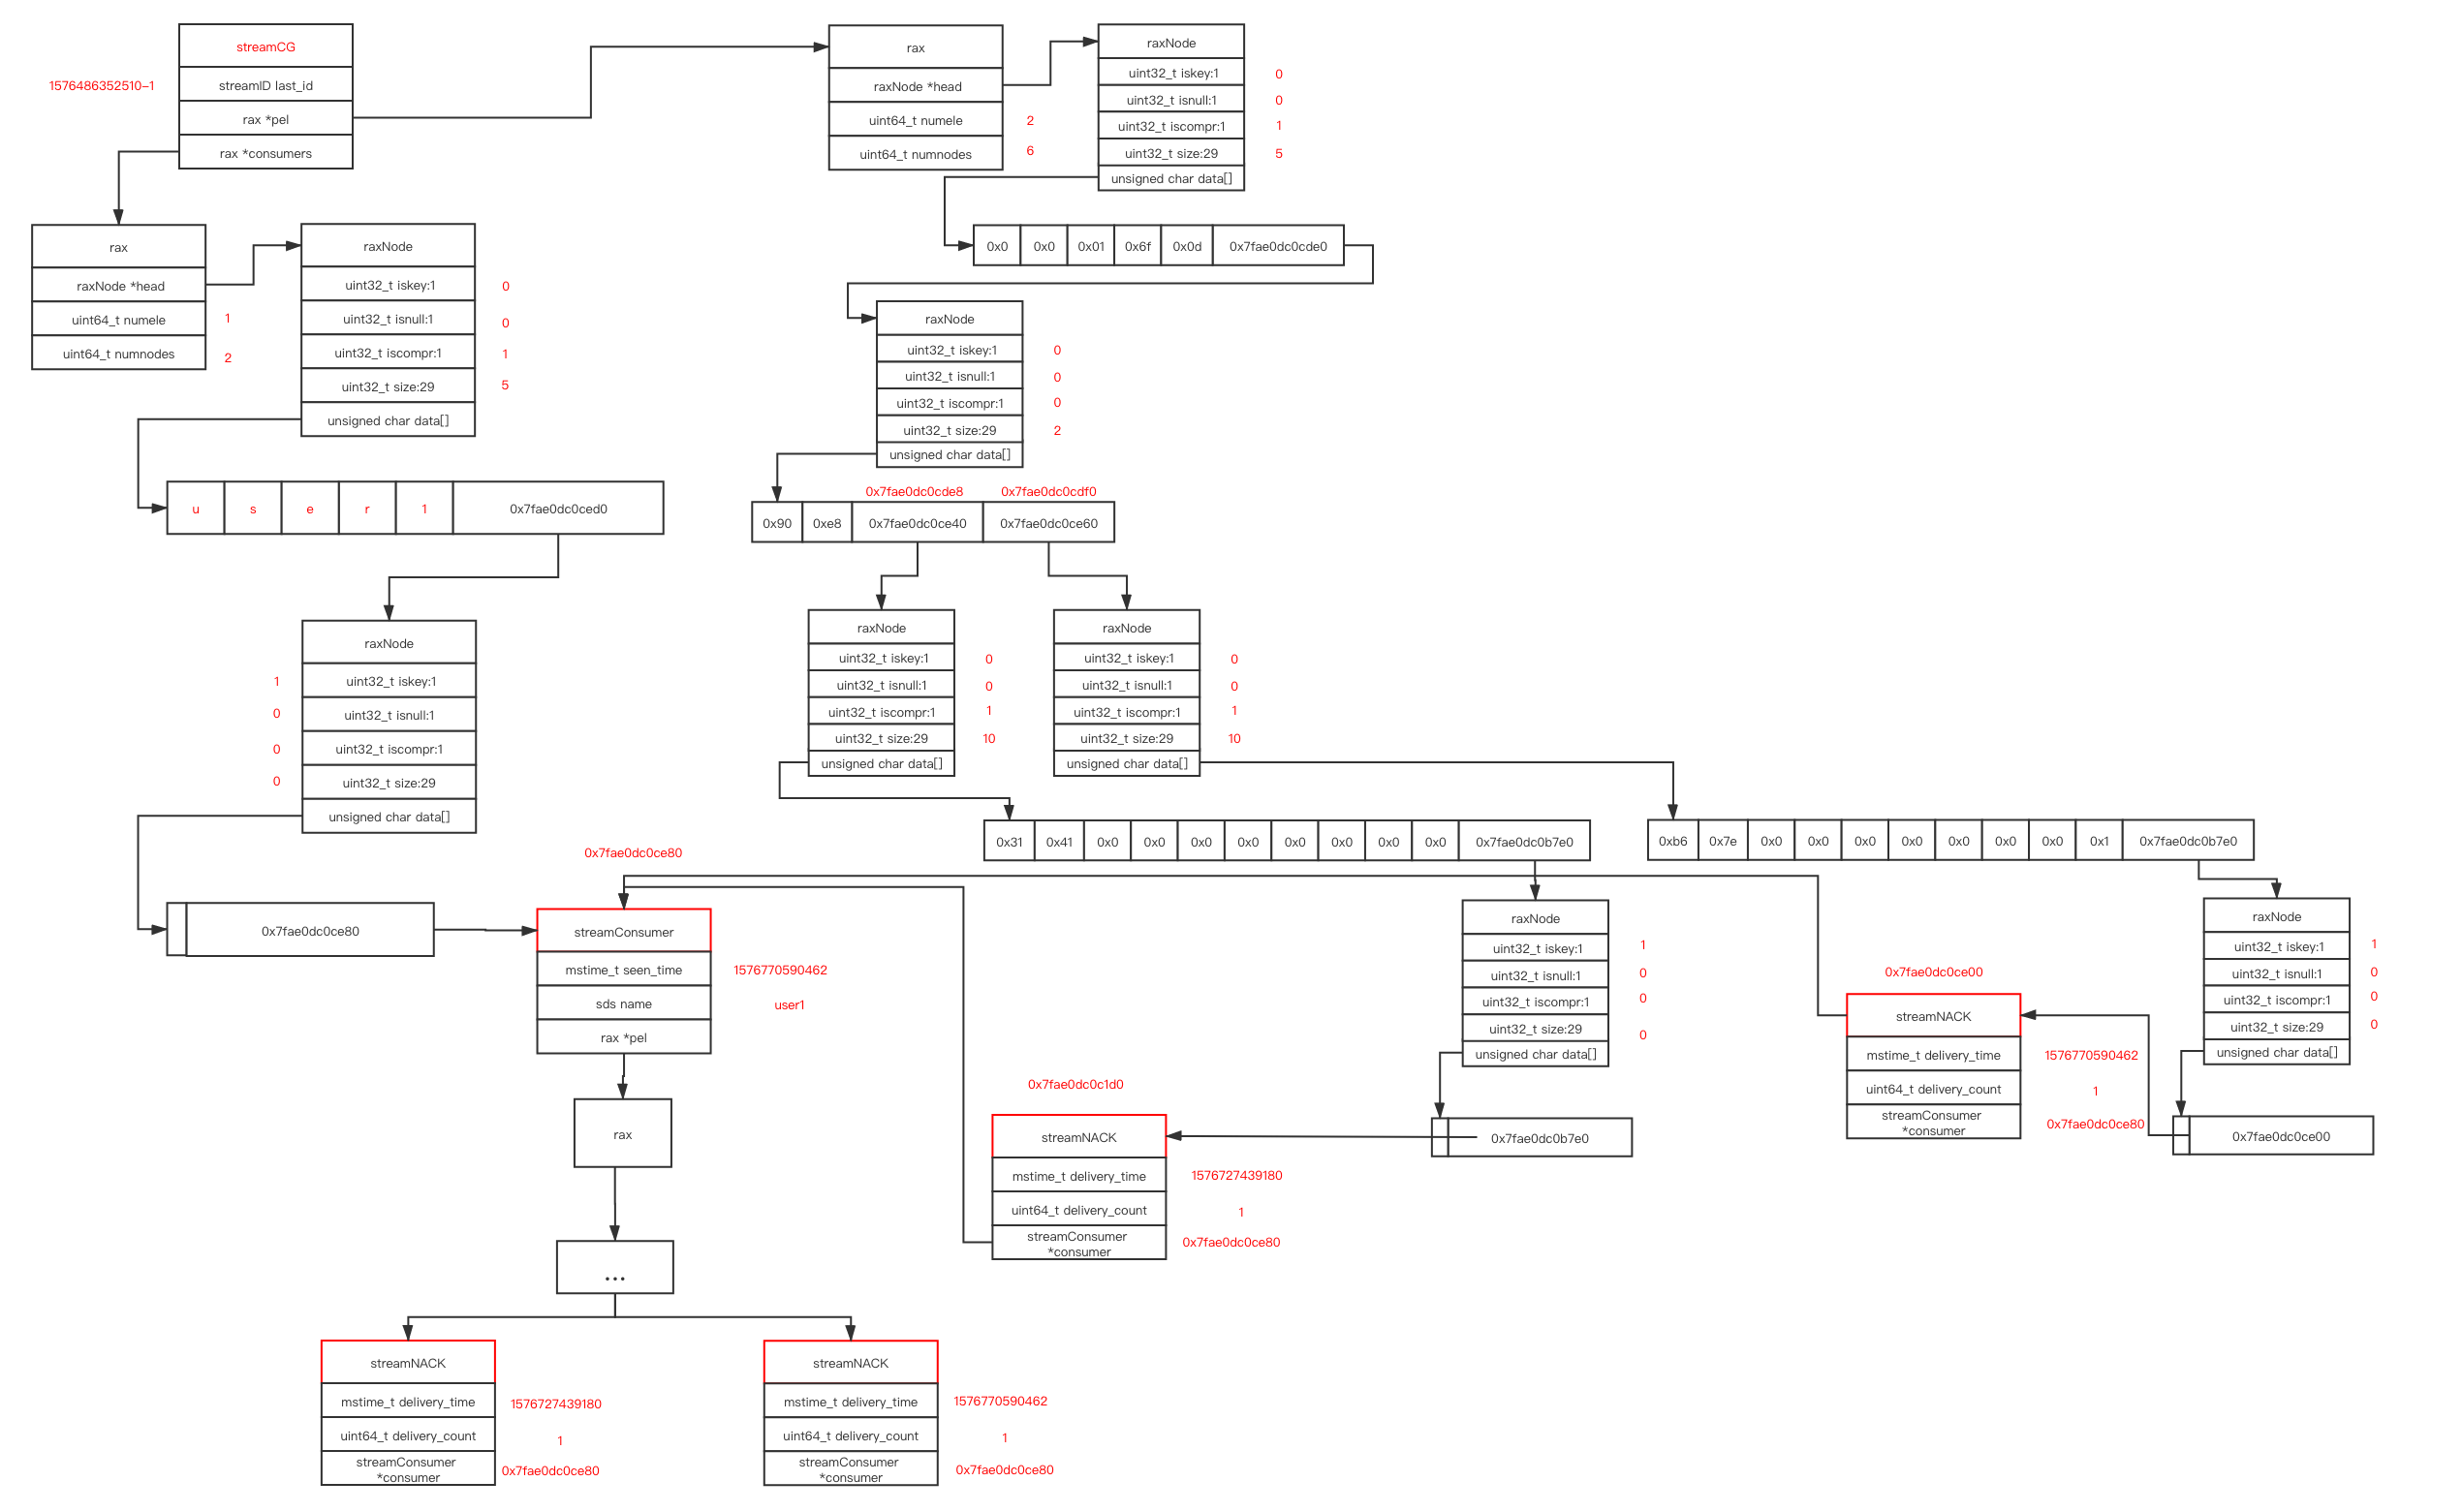 streamCG
1576486352510-1
streamID last_id
rax *pel
rax *consumers
rax
raxNode *head
uint64_t numele
2
uint64_t numnodes
6
raxNode
uint32_t iskey:1
0
uint32_t isnull:1
0
uint32_t iscompr:1
1
uint32_t size:29
5
unsigned char data[]
0x0 0x0 0x01 0x6f 0x0d 0x7fae0dc0cde0
rax
raxNode *head
uint64_t numele
1
uint64_t numnodes
2
raxNode
uint32_t iskey:1
0
uint32_t isnull:1
0
uint32_t iscompr:1
1
uint32_t size:29
5
unsigned char data[]
u s e r 1 0x7fae0dc0ced0
raxNode
uint32_t iskey:1
0
uint32_t isnull:1
0
uint32_t iscompr:1
0
uint32_t size:29
2
unsigned char data[]
0x7fae0dc0cde8 0x7fae0dc0cdf0
0x90 0xe8 0x7fae0dc0ce40 0x7fae0dc0ce60
raxNode
1
uint32_t iskey:1
0
uint32_t isnull:1
0
uint32_t iscompr:1
0
uint32_t size:29
unsigned char data[]
raxNode
uint32_t iskey:1
0
uint32_t isnull:1
0
uint32_t iscompr:1
1
uint32_t size:29
10
unsigned char data[]
raxNode
uint32_t iskey:1
0
uint32_t isnull:1
0
uint32_t iscompr:1
1
uint32_t size:29
10
unsigned char data[]
0x31 0x41 0x0 0x0 0x0 0x0 0x0 0x0 0x0 0x0 0x7fae0dc0b7e0
0xb6 0x7e 0x0 0x0 0x0 0x0 0x0 0x0 0x0 0x1 0x7fae0dc0b7e0
0x7fae0dc0ce80
0x7fae0dc0ce80
streamConsumer
mstime_t seen_time
1576770590462
sds name
user1
rax *pel
raxNode
uint32_t iskey:1
1
uint32_t isnull:1
0
uint32_t iscompr:1
0
uint32_t size:29
0
unsigned char data[]
0x7fae0dc0b7e0
raxNode
uint32_t iskey:1
1
uint32_t isnull:1
0
uint32_t iscompr:1
0
uint32_t size:29
0
unsigned char data[]
0x7fae0dc0ce00
0x7fae0dc0ce00
streamNACK
mstime_t delivery_time
1576770590462
uint64_t delivery_count
1
streamConsumer
*consumer
0x7fae0dc0ce80
0x7fae0dc0c1d0
streamNACK
mstime_t delivery_time
1576727439180
uint64_t delivery_count
1
streamConsumer
*consumer
0x7fae0dc0ce80
rax
...
streamNACK
mstime_t delivery_time
1576727439180
uint64_t delivery_count
1
streamConsumer
*consumer
0x7fae0dc0ce80
streamNACK
mstime_t delivery_time
1576770590462
uint64_t delivery_count
1
streamConsumer
*consumer
0x7fae0dc0ce80